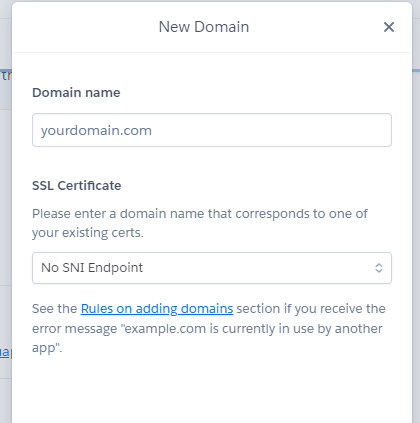 New Domain
Domain name
yourdomain.com
SSL Certificate
Please enter a domain name that corresponds to one of
your existing certs.
No SNI Endpoint
See the Rules on adding domains section if you receive the
error message "example.com is currently in use by another
app".